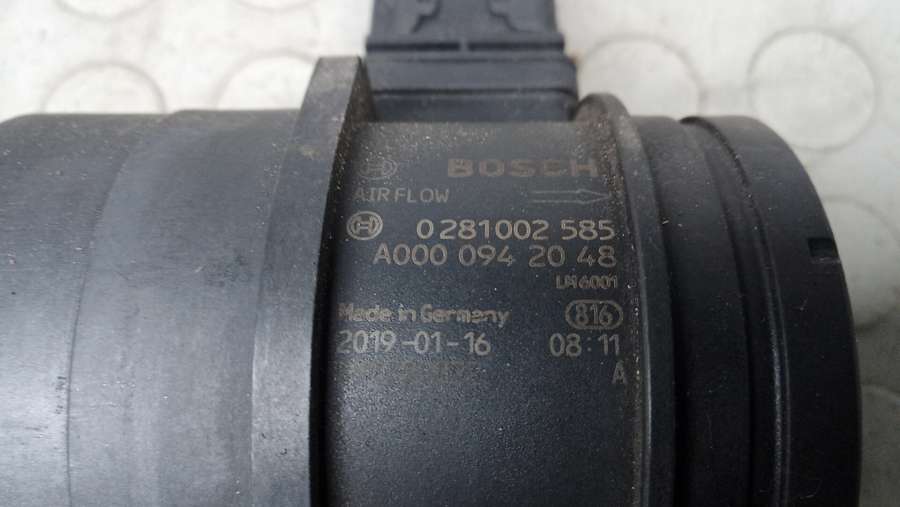 BOSCH
AIR FLOW
0 281 002 585
A000 094 20 48
LM6001
Made in Germany 816
2019-01-16 08:11
A